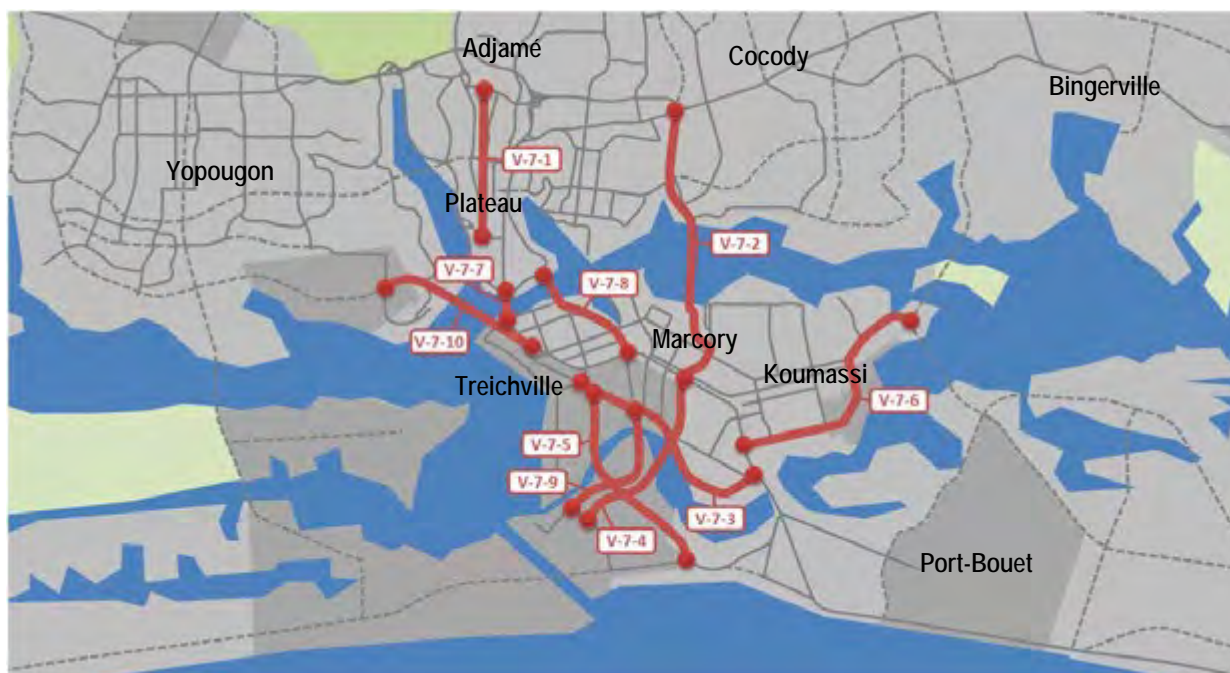 Adjamé
Cocody
Bingerville
V-7-1
Yopougon
Plateau
V-7-2
V-7-7
V-7-8
V-7-10
Marcory
Treichville
Koumassi
V-7-6
V-7-5
V-7-9
V-7-3
V-7-4
Port-Bouet